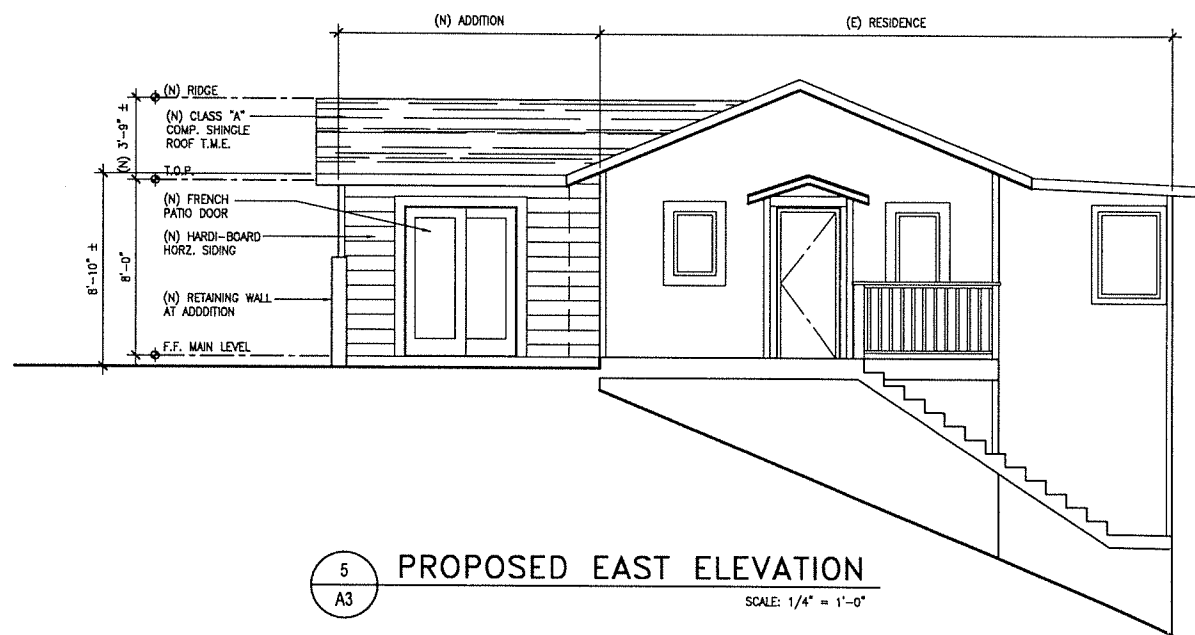 (N) ADDITION
(E) RESIDENCE
(N) RIDGE
(N) CLASS "A"
COMP. SHINGLE
ROOF T.M.E.
(N) 3'-9" ±
T.O.P.
(N) FRENCH
PATIO DOOR
(N) HARDI-BOARD
HORZ. SIDING
8'-10" ±
8'-0"
(N) RETAINING WALL
AT ADDDITION
F.F. MAIN LEVEL
5
A3
PROPOSED EAST ELEVATION
SCALE: 1/4" = 1'-0"